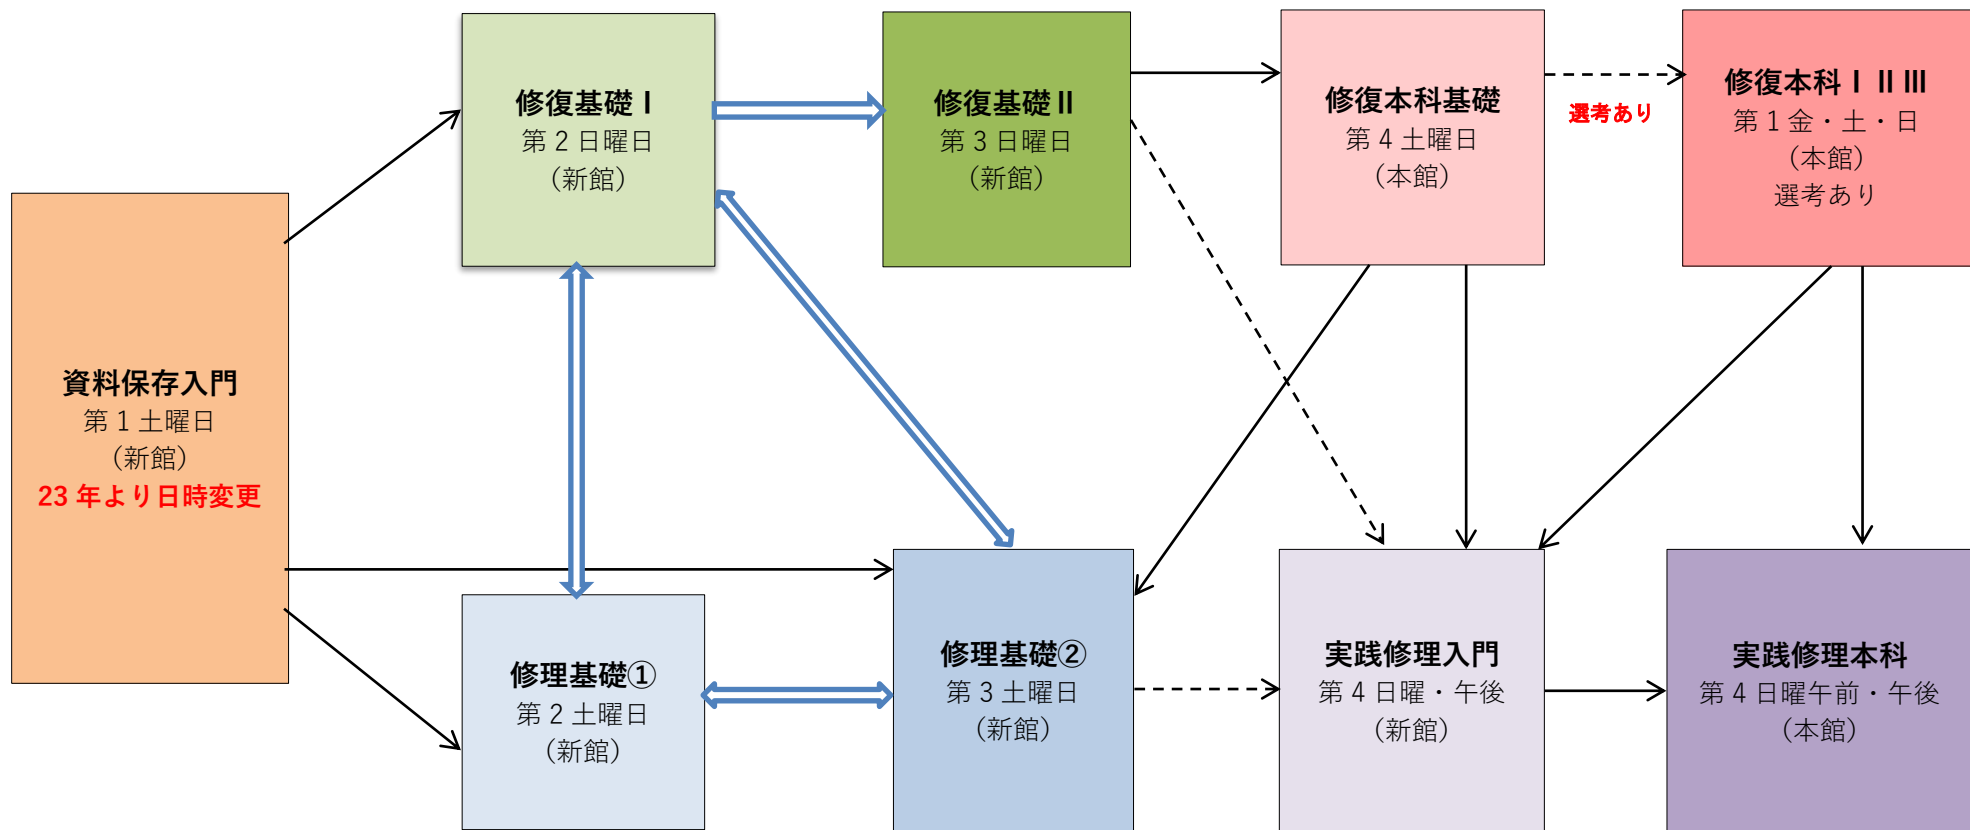 修復基礎Ⅰ
第2日曜日
(新館)
修復基礎Ⅱ
第3日曜日
(新館)
修復本科基礎
第4土曜日
(本館)
選考あり
修復本科ⅠⅡⅢ
第1金・土・日
(本館)
選考あり
資料保存入門
第1土曜日
(新館)
23年より日時変更
修理基礎①
第2土曜日
(新館)
修理基礎②
第3土曜日
(新館)
実践修理入門
第4日曜・午後
(新館)
実践修理本科
第4日曜午前・午後
(本館)